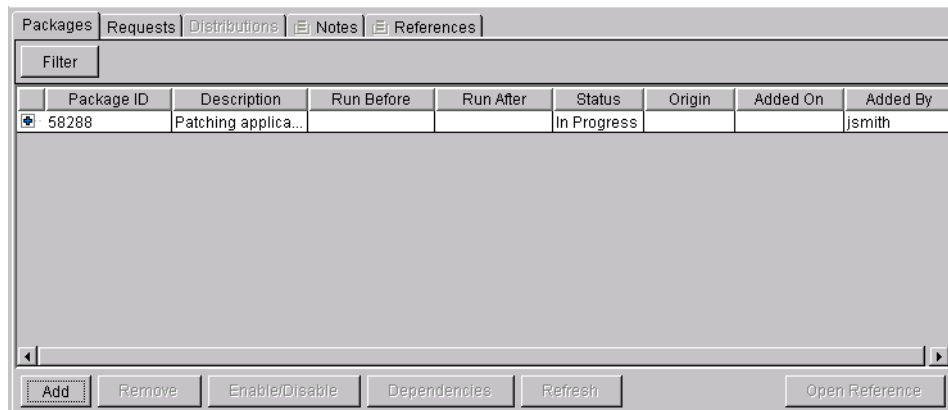 Packages Requests Distributions Notes References
Filter
Package ID Description Run Before Run After Status Origin Added On Added By
58288 Patching applica... In Progress jsmith
Add Remove Enable/Disable Dependencies Refresh Open Reference